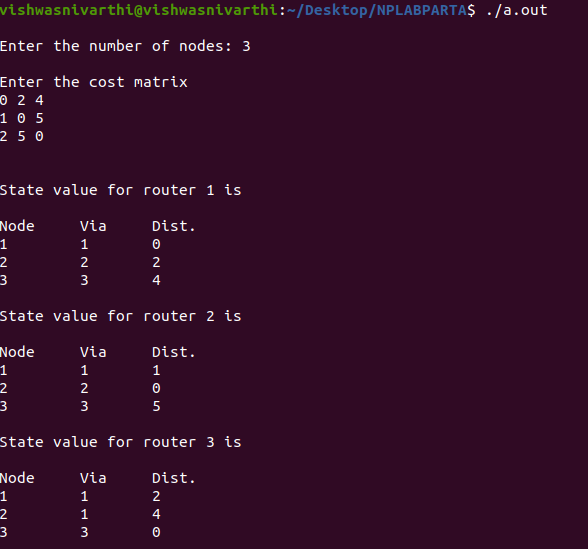 vishwasnivarthi@vishwasnivarthi:~/Desktop/NPLABPARTA$ ./a.out
Enter the number of nodes: 3
Enter the cost matrix
0 2 4
1 0 5
2 5 0
State value for router 1 is
Node Via Dist.
1 1 0
2 2 2
3 3 4
State value for router 2 is
Node Via Dist.
1 1 1
2 2 0
3 3 5
State value for router 3 is
Node Via Dist.
1 1 2
2 1 4
3 3 0